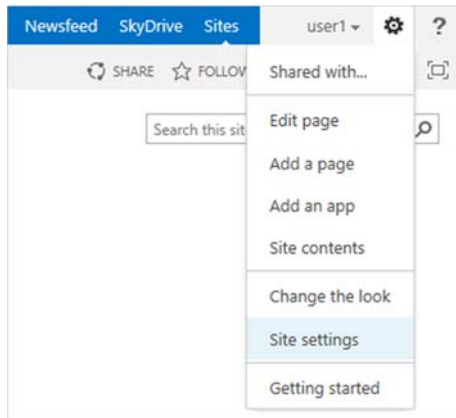 Newsfeed SkyDrive Sites user1 ?
SHARE FOLLOW
Shared with...
Edit page
Search this sit
Add a page
Add an app
Site contents
Change the look
Site settings
Getting started